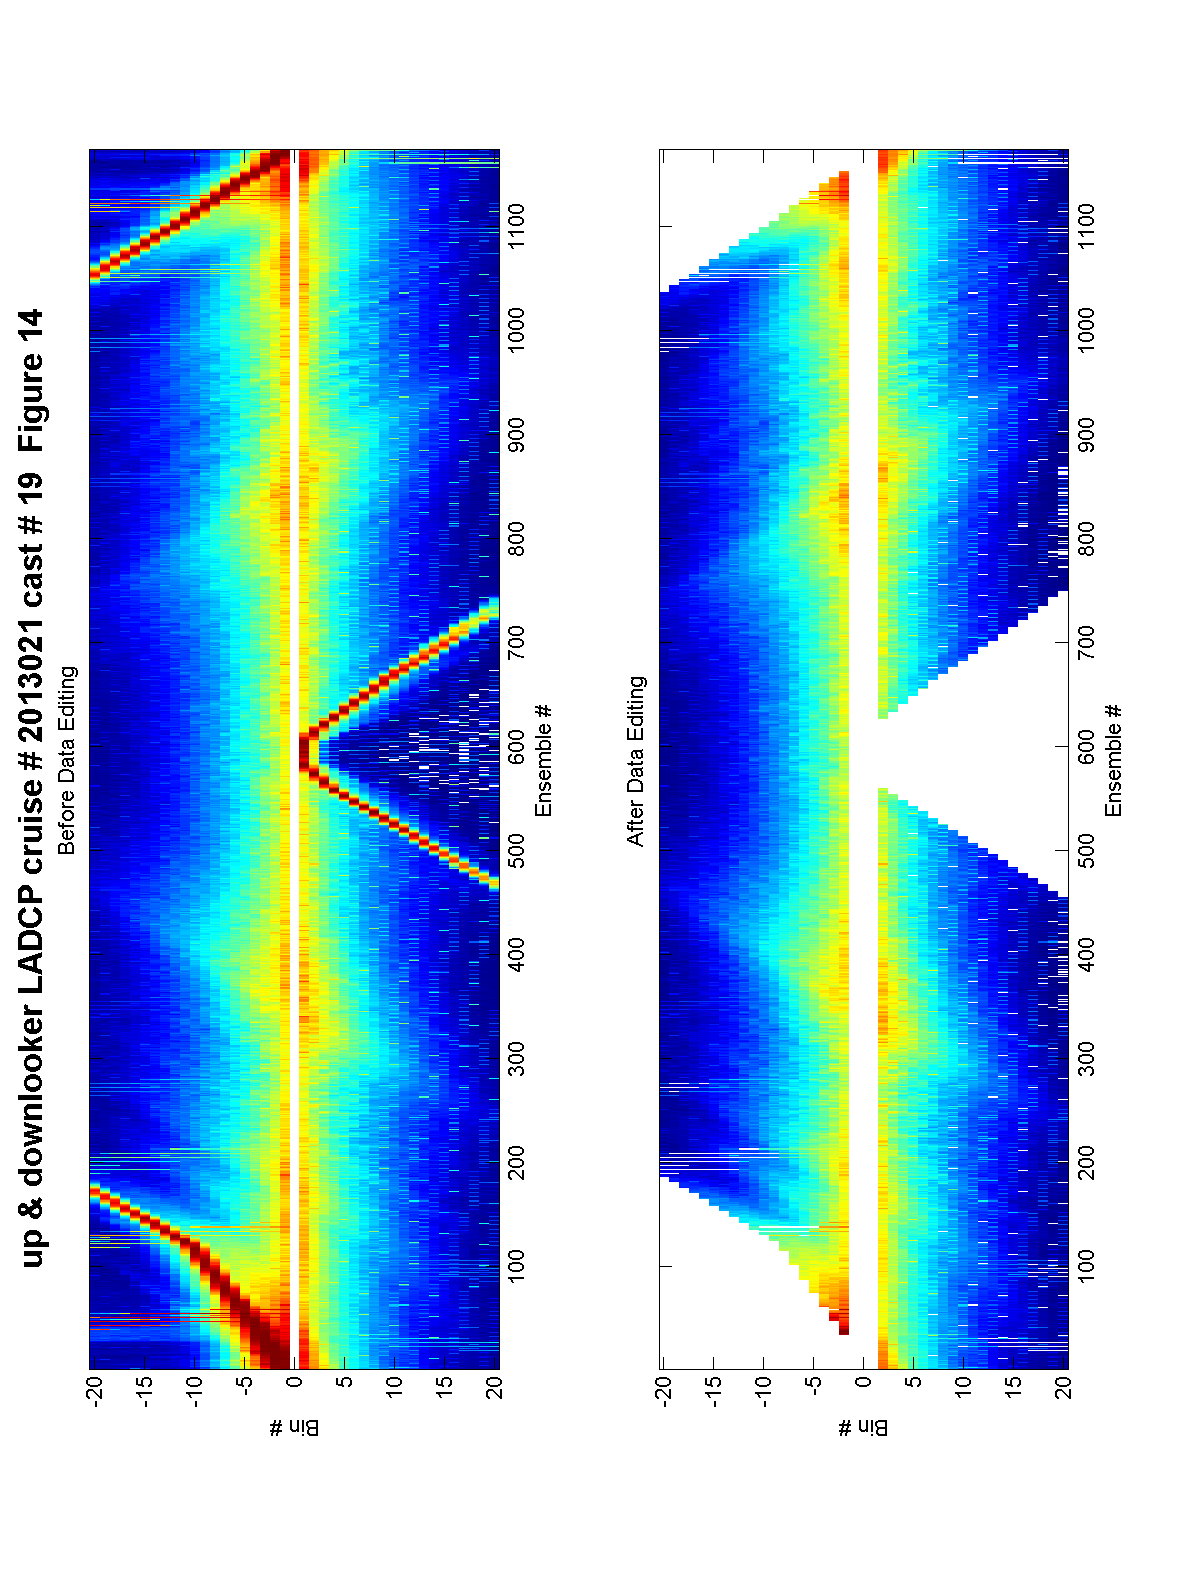 up & downlooker LADCP cruise # 2013021 cast # 19 Figure 14
Before Data Editing
-20
-15
-10
-5
0
5
10
15
20
Bin #
100 200 300 400 500 600 700 800 900 1000 1100
Ensemble #
After Data Editing
-20
-15
-10
-5
0
5
10
15
20
Bin #
100 200 300 400 500 600 700 800 900 1000 1100
Ensemble #